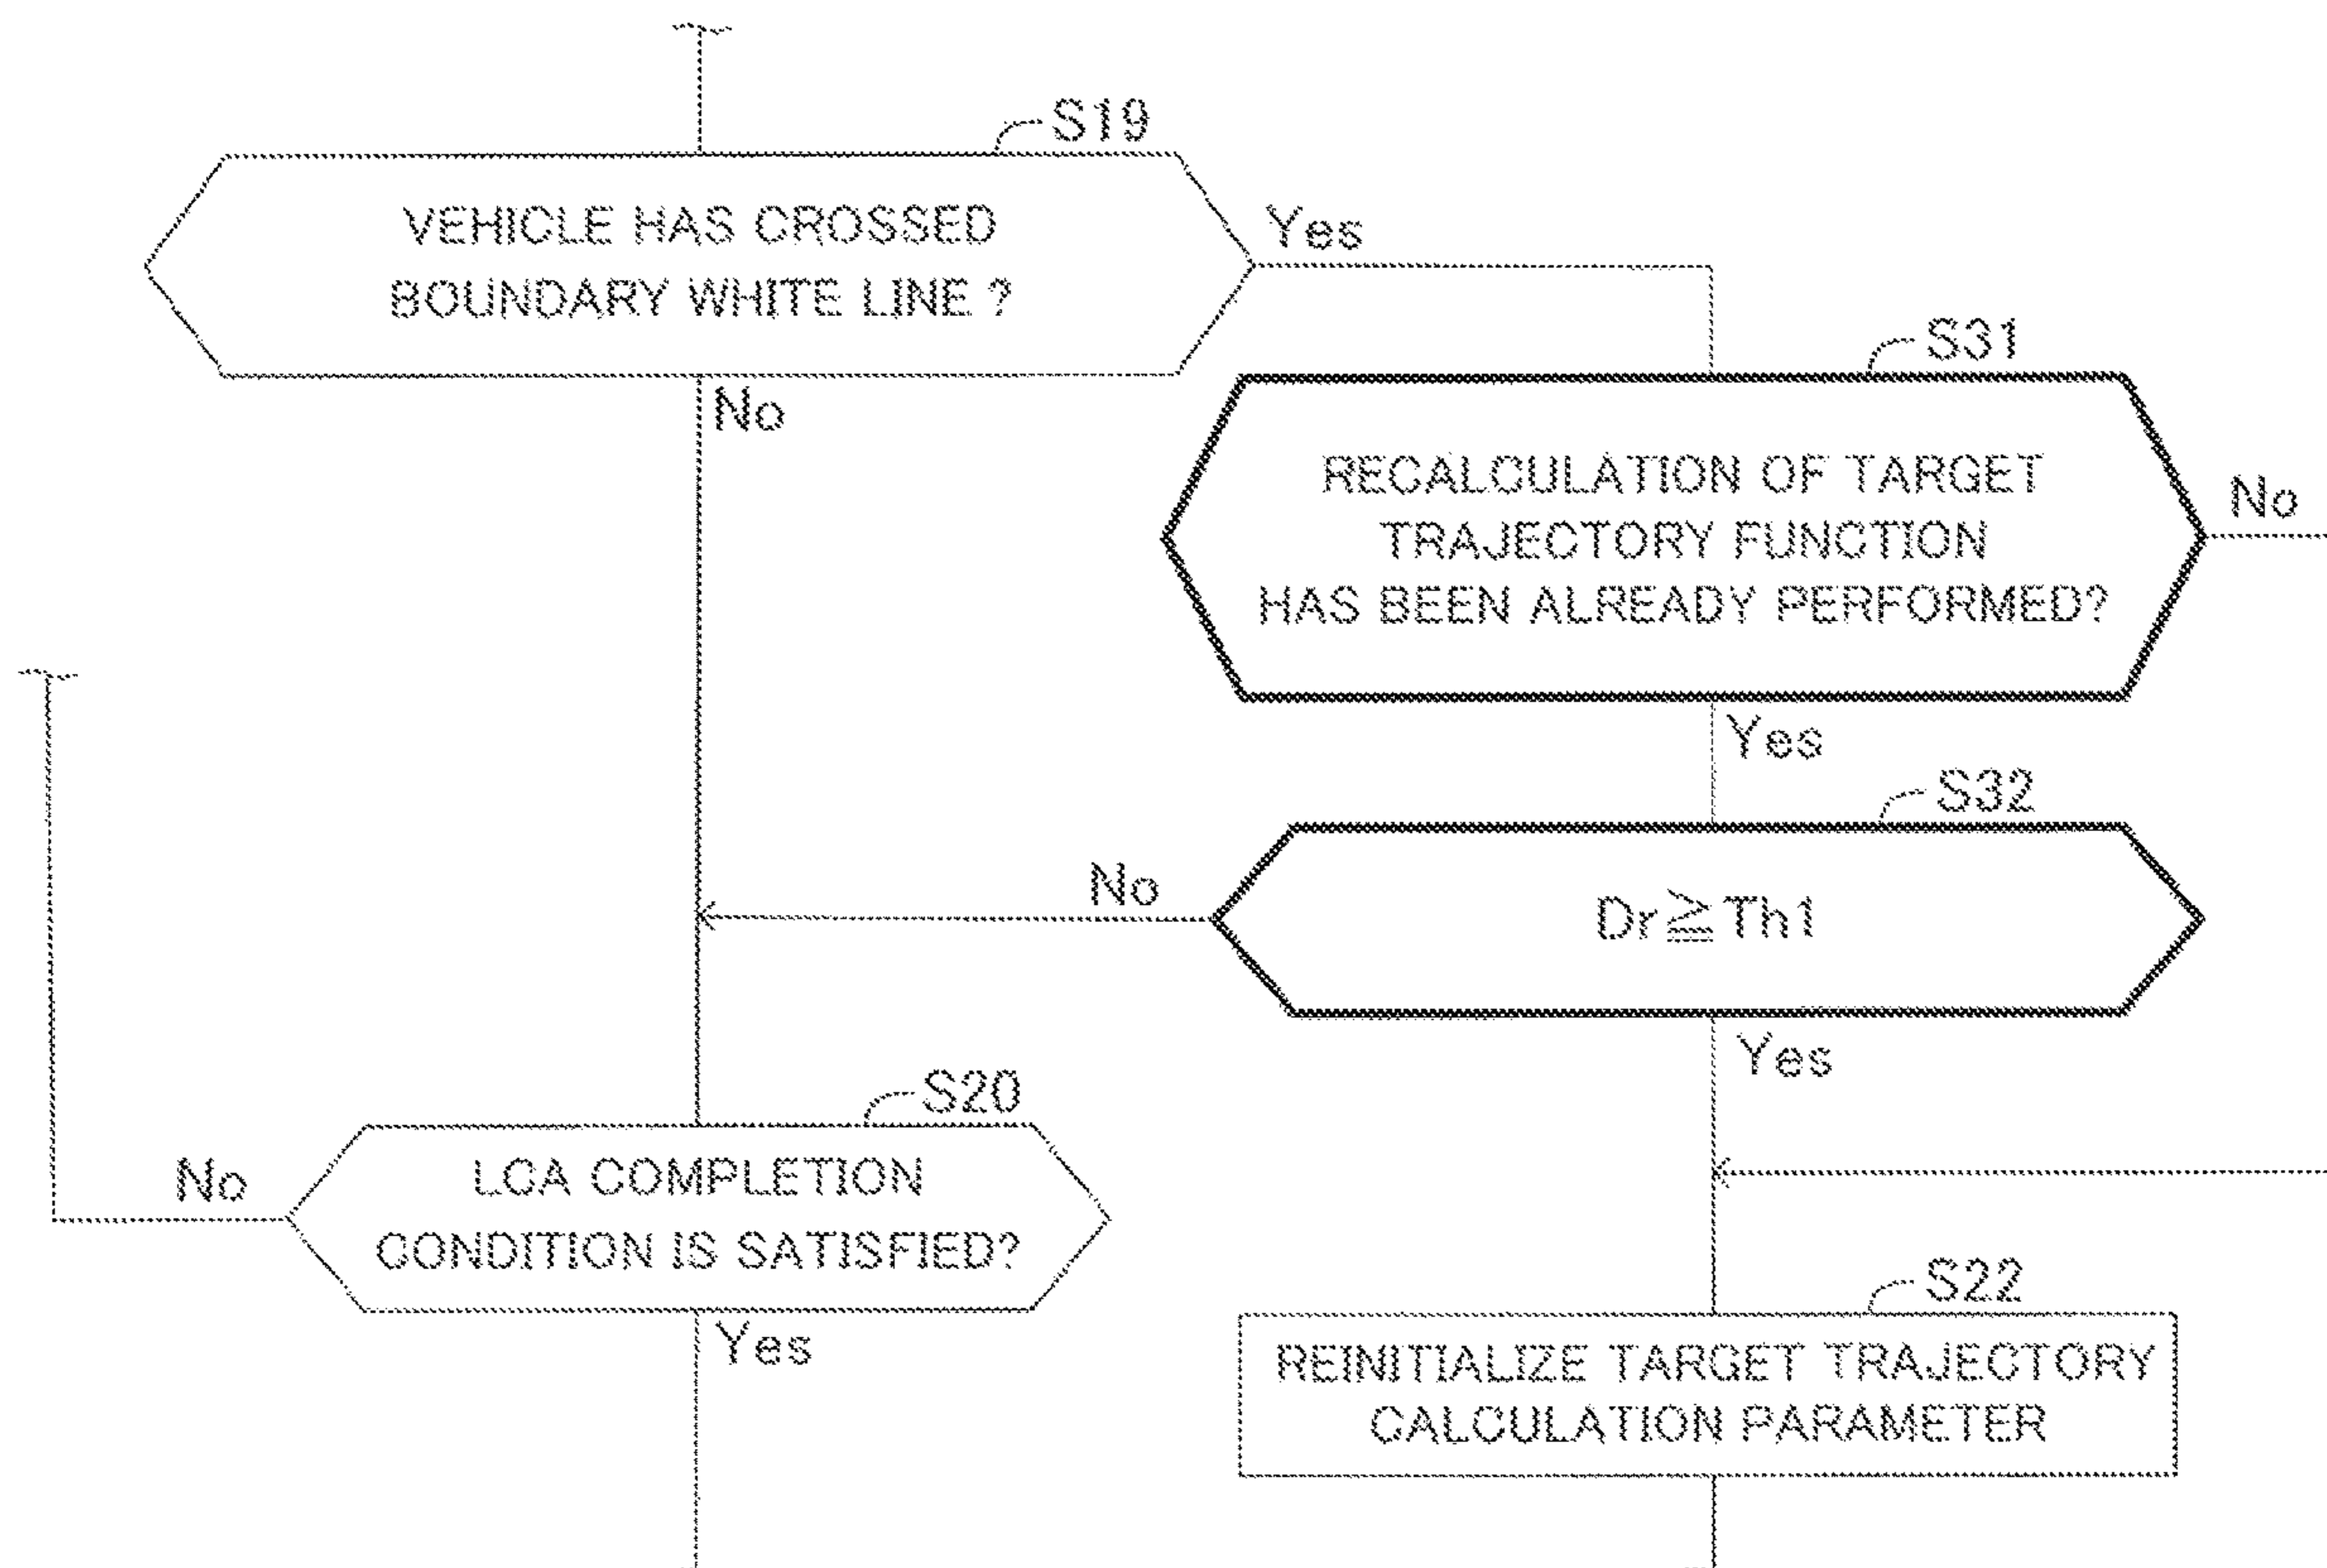 S19
VEHICLE HAS CROSSED
BOUNDARY WHITE LINE ?
Yes
No
S31
RECALCULATION OF TARGET
TRAJECTORY FUNCTION
HAS BEEN ALREADY PERFORMED?
No
Yes
S32
Dr≧Th1
No
Yes
S20
LCA COMPLETION
CONDITION IS SATISFIED?
No
Yes
S22
REINITIALIZE TARGET TRAJECTORY
CALCULATION PARAMETER